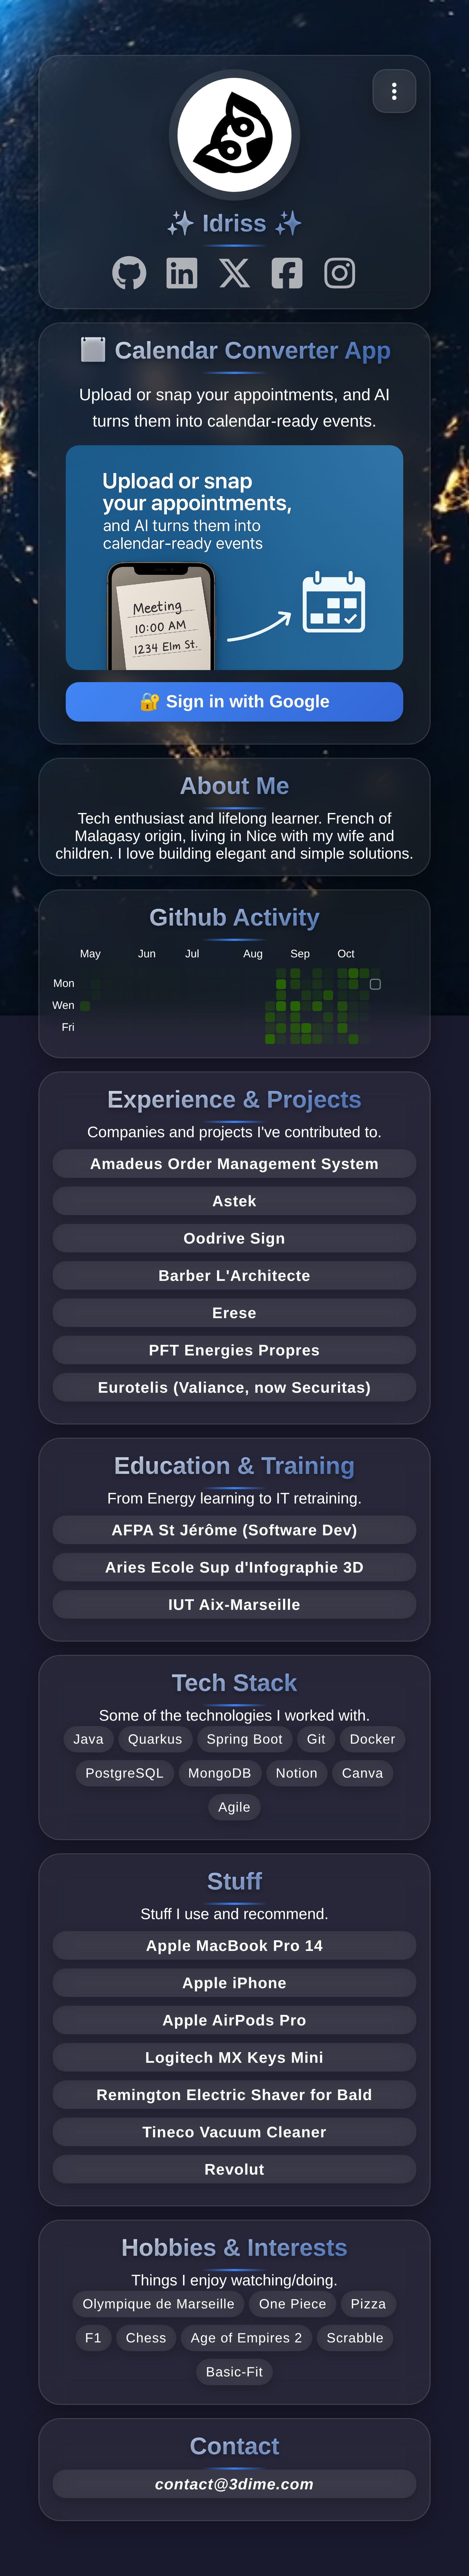 ✨ Idriss ✨
Calendar Converter App
Upload or snap your appointments, and AI
turns them into calendar-ready events.
Upload or snap
your appointments,
and AI turns them into
calendar-ready events
Meeting
10:00 AM
1234 Elm St.
🔐 Sign in with Google
About Me
Tech enthusiast and lifelong learner. French of
Malagasy origin, living in Nice with my wife and
children. I love building elegant and simple solutions.
Github Activity
May Jun Jul Aug Sep Oct
Mon
Wen
Fri
Experience & Projects
Companies and projects I've contributed to.
Amadeus Order Management System
Astek
Oodrive Sign
Barber L'Architecte
Erese
PFT Energies Propres
Eurotelis (Valiance, now Securitas)
Education & Training
From Energy learning to IT retraining.
AFPA St Jérôme (Software Dev)
Aries Ecole Sup d'Infographie 3D
IUT Aix-Marseille
Tech Stack
Some of the technologies I worked with.
Java Quarkus Spring Boot Git Docker
PostgreSQL MongoDB Notion Canva
Agile
Stuff
Stuff I use and recommend.
Apple MacBook Pro 14
Apple iPhone
Apple AirPods Pro
Logitech MX Keys Mini
Remington Electric Shaver for Bald
Tineco Vacuum Cleaner
Revolut
Hobbies & Interests
Things I enjoy watching/doing.
Olympique de Marseille One Piece Pizza
F1 Chess Age of Empires 2 Scrabble
Basic-Fit
Contact
contact@3dime.com